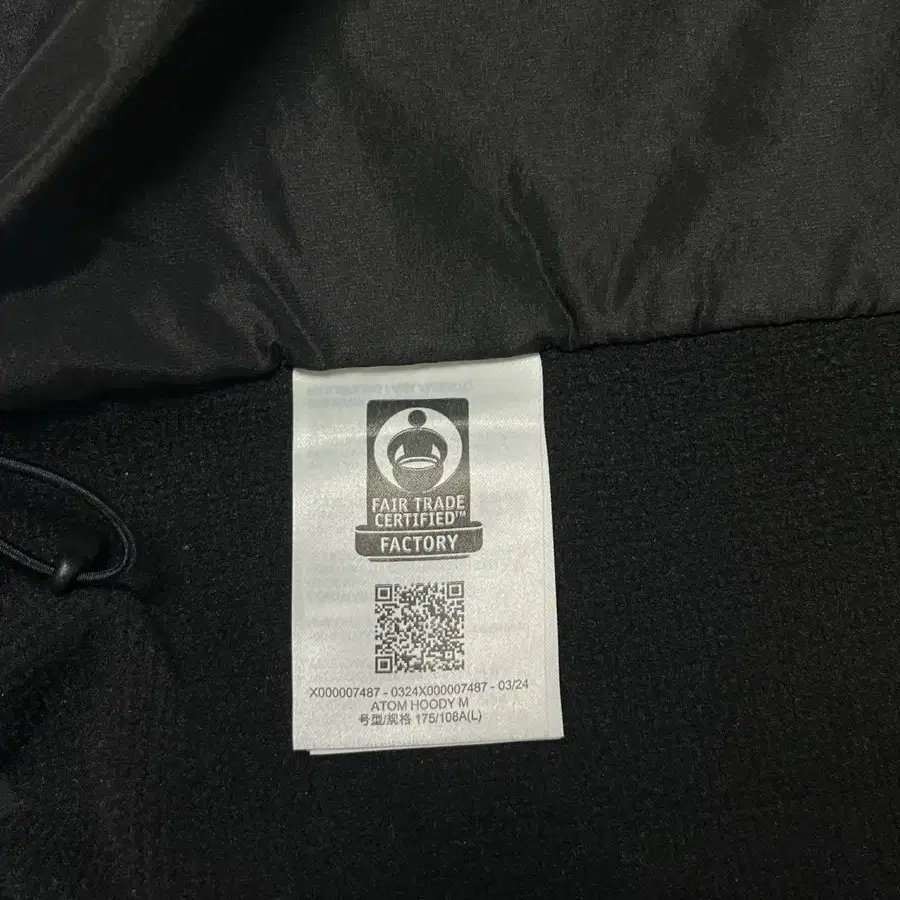 FAIR TRADE
CERTIFIED™
FACTORY
X000007487 - 0324X000007487 - 03/24
ATOM HOODY M
号型/规格 175/108A(L)